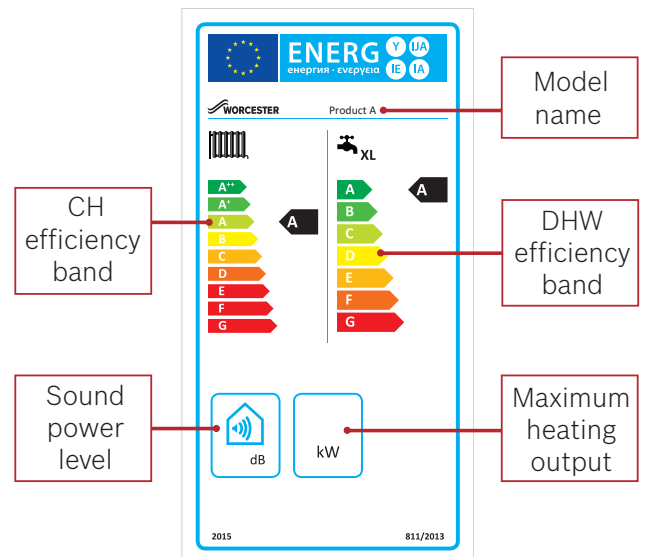 ENERG
Y IJA
IE IA
енергия · ενεργεια
WORCESTER
Product A
Model
name
XL
A++
A+
A
B
C
D
E
F
G
A
A
B
C
D
E
F
G
A
CH
efficiency
band
DHW
efficiency
band
Sound
power
level
dB
kW
Maximum
heating
output
2015
811/2013